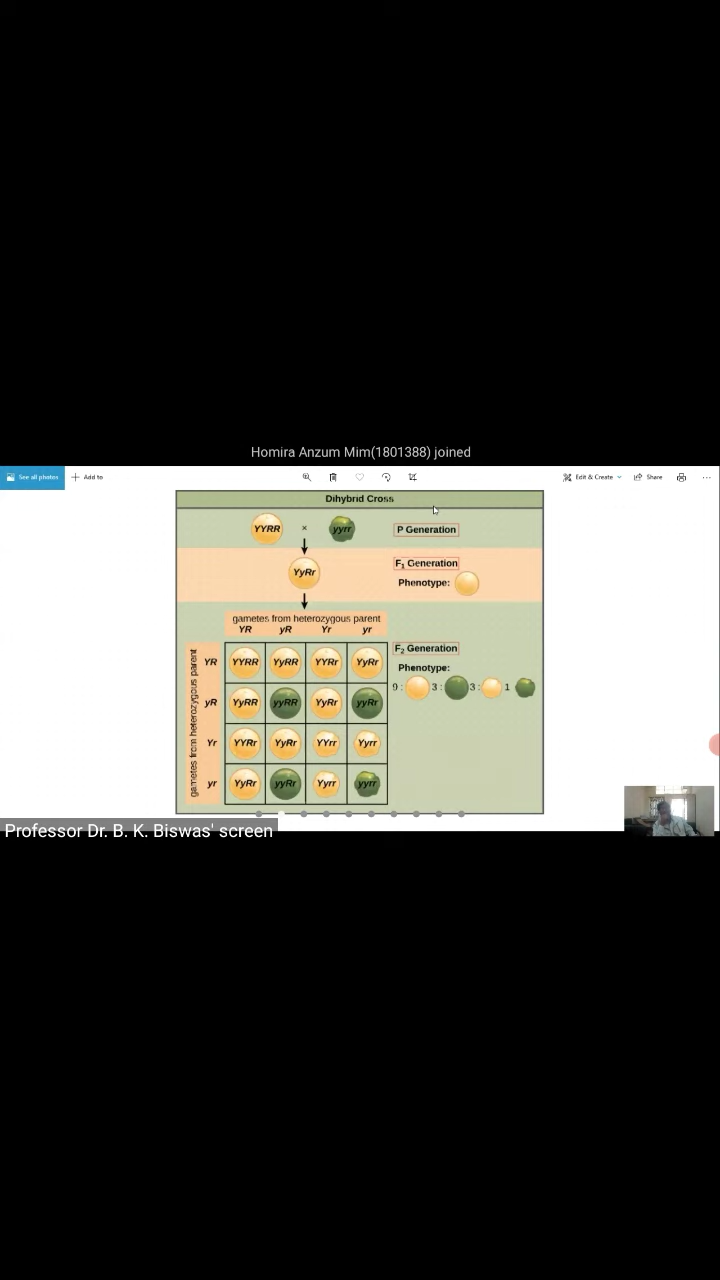 Homira Anzum Mim(1801388) joined
See all photos
Add to
Edit & Create
Share
Dihybrid Cross
YYRR × yyrr
P Generation
YyRr
F₁ Generation
Phenotype:
gametes from heterozygous parent
YR yR Yr yr
F₂ Generation
Phenotype:
9 : 3 : 3 : 1
gametes from heterozygous parent
YR YYRR YyRR YYRr YyRr
yR YyRR yyRR YyRr yyRr
Yr YYRr YyRr YYrr Yyrr
yr YyRr yyRr Yyrr yyrr
Professor Dr. B. K. Biswas' screen